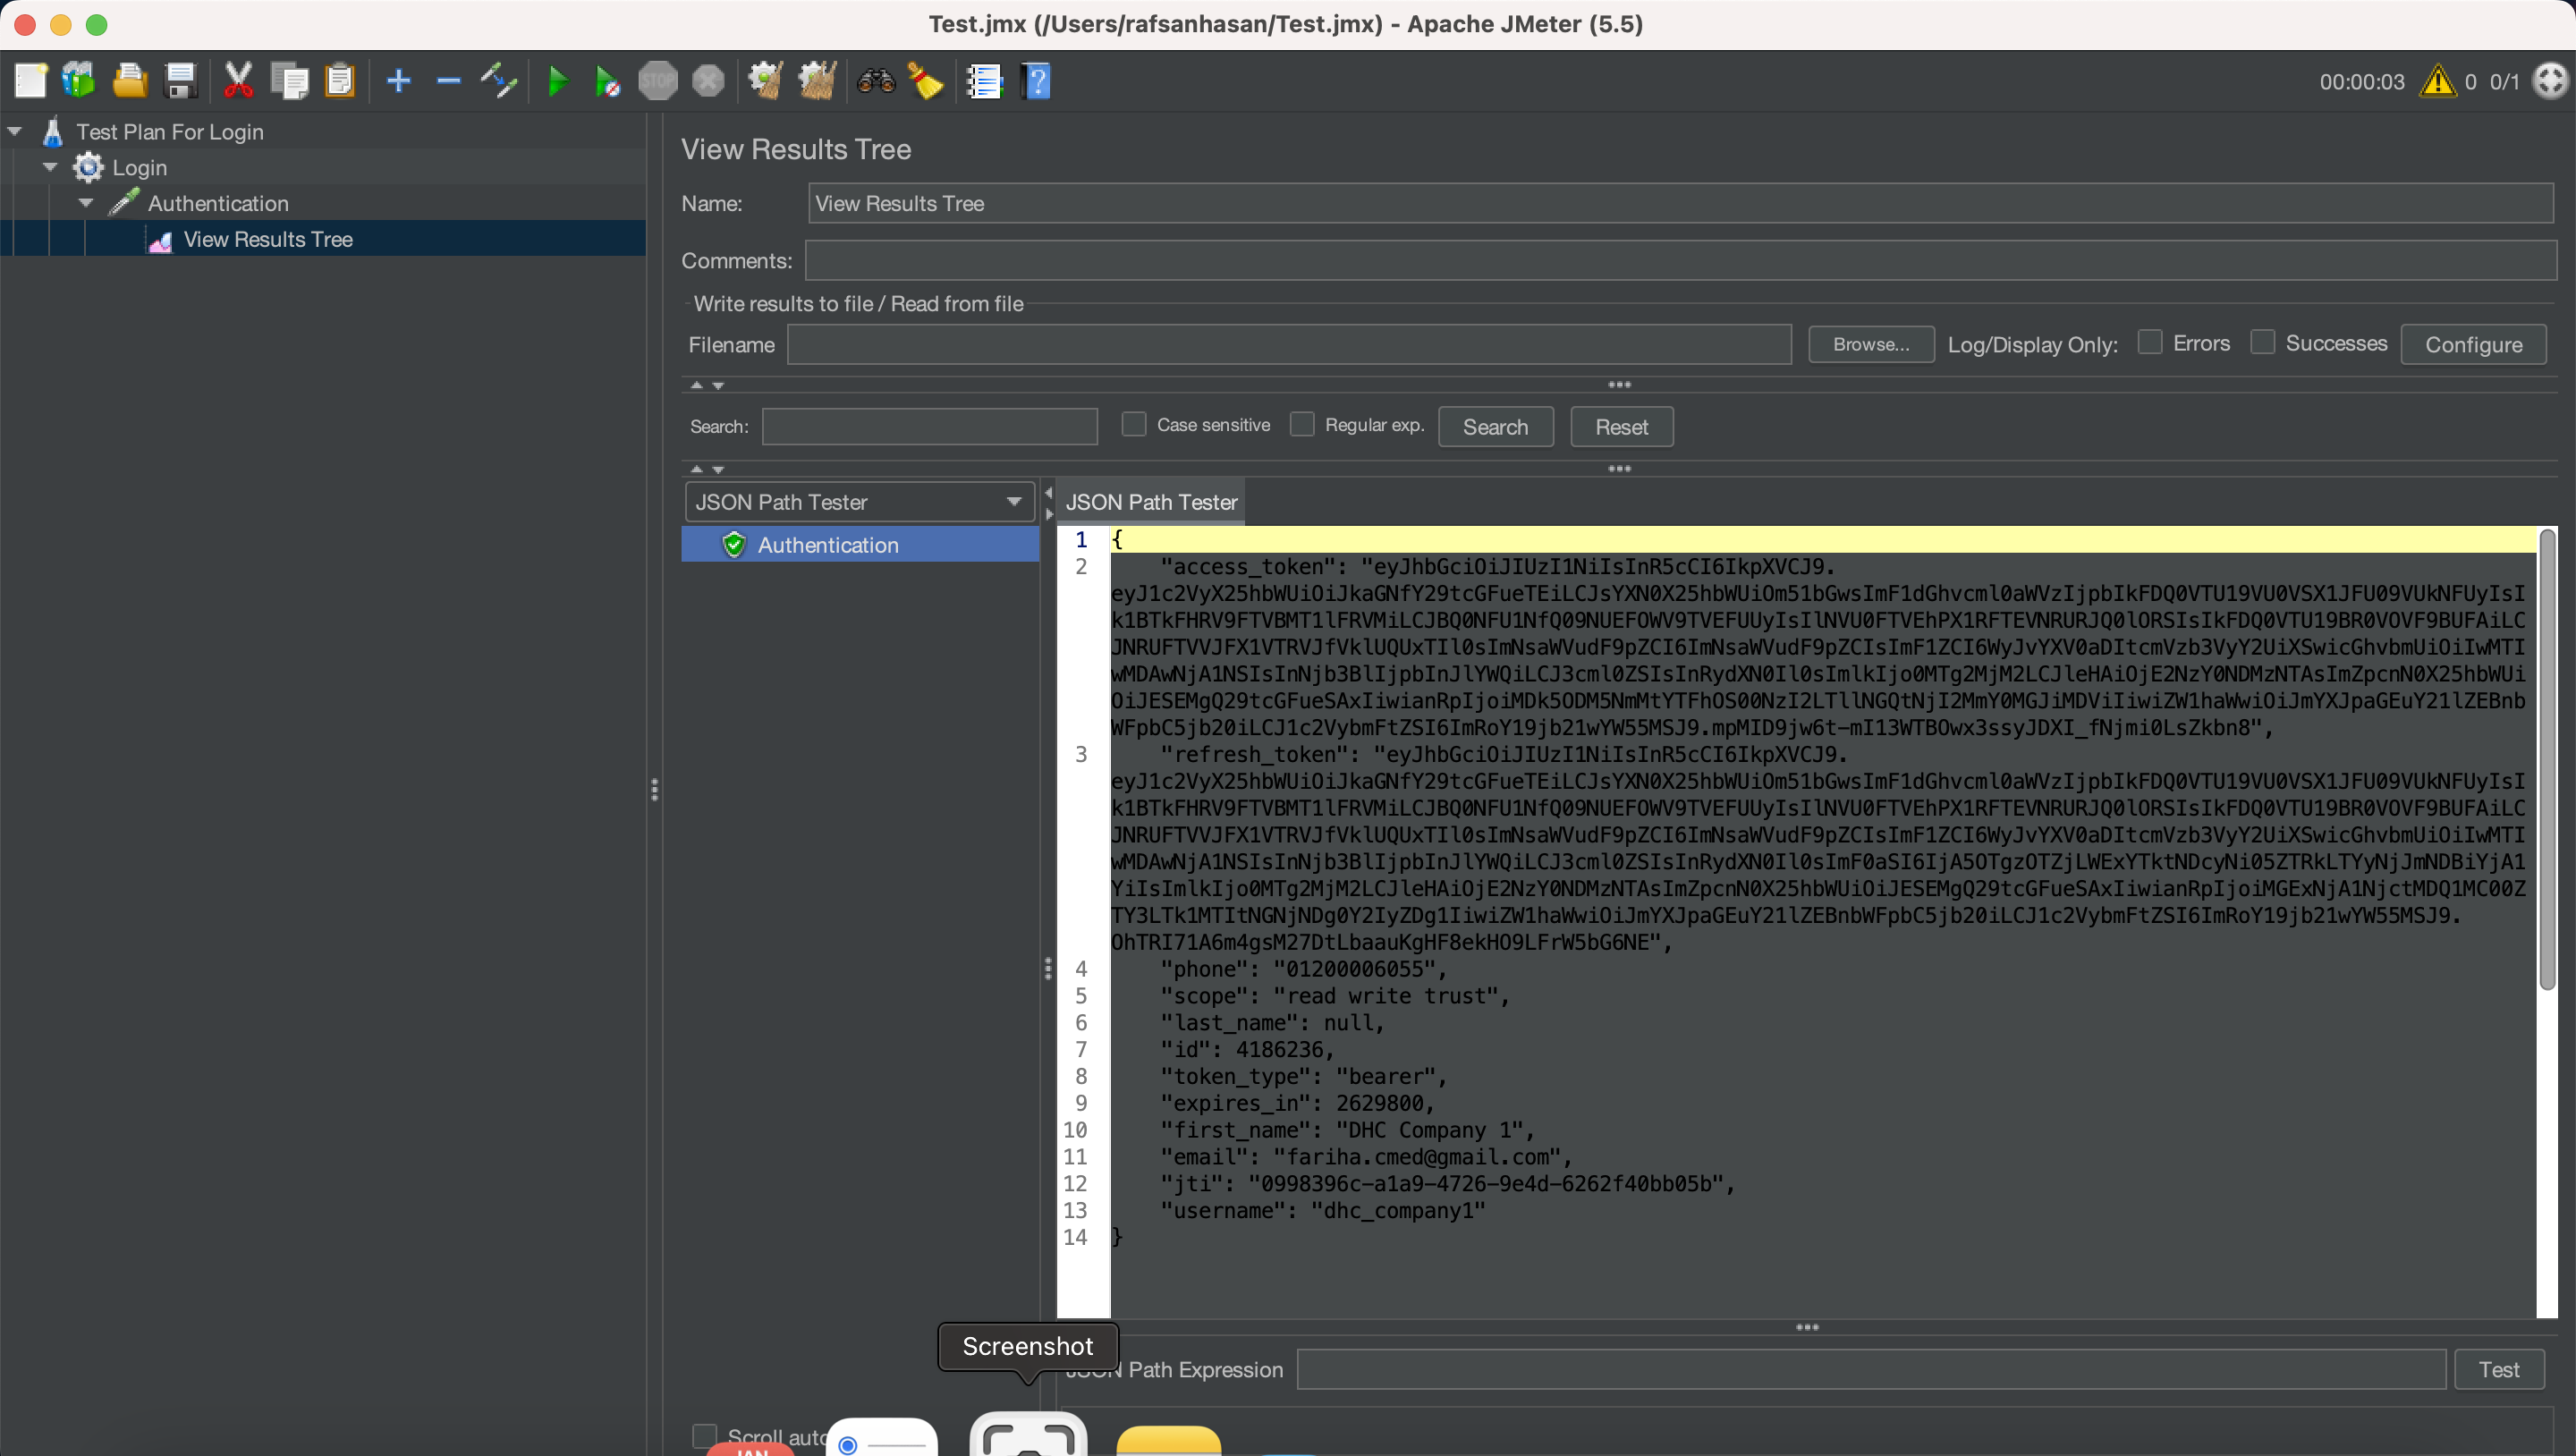 Test.jmx (/Users/rafsanhasan/Test.jmx) - Apache JMeter (5.5)
STOP
00:00:03
0 0/1
Test Plan For Login
Login
Authentication
View Results Tree
View Results Tree
Name: View Results Tree
Comments:
Write results to file / Read from file
Filename Browse... Log/Display Only: Errors Successes Configure
Search: Case sensitive Regular exp. Search Reset
JSON Path Tester
Authentication
JSON Path Tester
1 {
2 "access_token": "eyJhbGciOiJIUzI1NiIsInR5cCI6IkpXVCJ9.
eyJ1c2VyX25hbWUiOiJkaGNfY29tcGFueTEiLCJsYXN0X25hbWUiOm51bGwsImF1dGhvcml0aWVzIjpbIkFDQ0VTU19VU0VSX1JFU09VUkNFUyIsI
k1BTkFHRV9FTVBMT1lFRVMiLCJBQ0NFU1NfQ09NUEFOWV9TVEFUUyIsIlNVU0FTVEhPX1RFTEVNRURJQ0lORSIsIkFDQ0VTU19BR0VOVF9BUFAiLC
JNRUFTVVJFX1VTRVJfVklUQUxTIl0sImNsaWVudF9pZCI6ImNsaWVudF9pZCIsImF1ZCI6WyJvYXV0aDItcmVzb3VyY2UiXSwicGhvbmUiOiIwMTI
wMDAwNjA1NSIsInNjb3BlIjpbInJlYWQiLCJ3cml0ZSIsInRydXN0Il0sImlkIjo0MTg2MjM2LCJleHAiOjE2NzY0NDMzNTAsImZpcnN0X25hbWUi
OiJESEMgQ29tcGFueSAxIiwianRpIjoiMDk5ODM5NmMtYTFhOS00NzI2LTllNGQtNjI2MmY0MGJiMDViIiwiZW1haWwiOiJmYXJpaGEuY21lZEBnb
WFpbC5jb20iLCJ1c2VybmFtZSI6ImRoY19jb21wYW55MSJ9.mpMID9jw6t-mI13WTBOwx3ssyJDXI_fNjmi0LsZkbn8",
3 "refresh_token": "eyJhbGciOiJIUzI1NiIsInR5cCI6IkpXVCJ9.
eyJ1c2VyX25hbWUiOiJkaGNfY29tcGFueTEiLCJsYXN0X25hbWUiOm51bGwsImF1dGhvcml0aWVzIjpbIkFDQ0VTU19VU0VSX1JFU09VUkNFUyIsI
k1BTkFHRV9FTVBMT1lFRVMiLCJBQ0NFU1NfQ09NUEFOWV9TVEFUUyIsIlNVU0FTVEhPX1RFTEVNRURJQ0lORSIsIkFDQ0VTU19BR0VOVF9BUFAiLC
JNRUFTVVJFX1VTRVJfVklUQUxTIl0sImNsaWVudF9pZCI6ImNsaWVudF9pZCIsImF1ZCI6WyJvYXV0aDItcmVzb3VyY2UiXSwicGhvbmUiOiIwMTI
wMDAwNjA1NSIsInNjb3BlIjpbInJlYWQiLCJ3cml0ZSIsInRydXN0Il0sImF0aSI6IjA5OTgzOTZjLWExYTktNDcyNi05ZTRkLTYyNjJmNDBiYjA1
YiIsImlkIjo0MTg2MjM2LCJleHAiOjE2NzY0NDMzNTAsImZpcnN0X25hbWUiOiJESEMgQ29tcGFueSAxIiwianRpIjoiMGExNjA1NjctMDQ1MC00Z
TY3LTk1MTItNGNjNDg0Y2IyZDg1IiwiZW1haWwiOiJmYXJpaGEuY21lZEBnbWFpbC5jb20iLCJ1c2VybmFtZSI6ImRoY19jb21wYW55MSJ9.
OhTRI71A6m4gsM27DtLbaauKgHF8ekHO9LFrW5bG6NE",
4 "phone": "01200006055",
5 "scope": "read write trust",
6 "last_name": null,
7 "id": 4186236,
8 "token_type": "bearer",
9 "expires_in": 2629800,
10 "first_name": "DHC Company 1",
11 "email": "fariha.cmed@gmail.com",
12 "jti": "0998396c-a1a9-4726-9e4d-6262f40bb05b",
13 "username": "dhc_company1"
14 }
Screenshot
Path Expression Test
Scroll